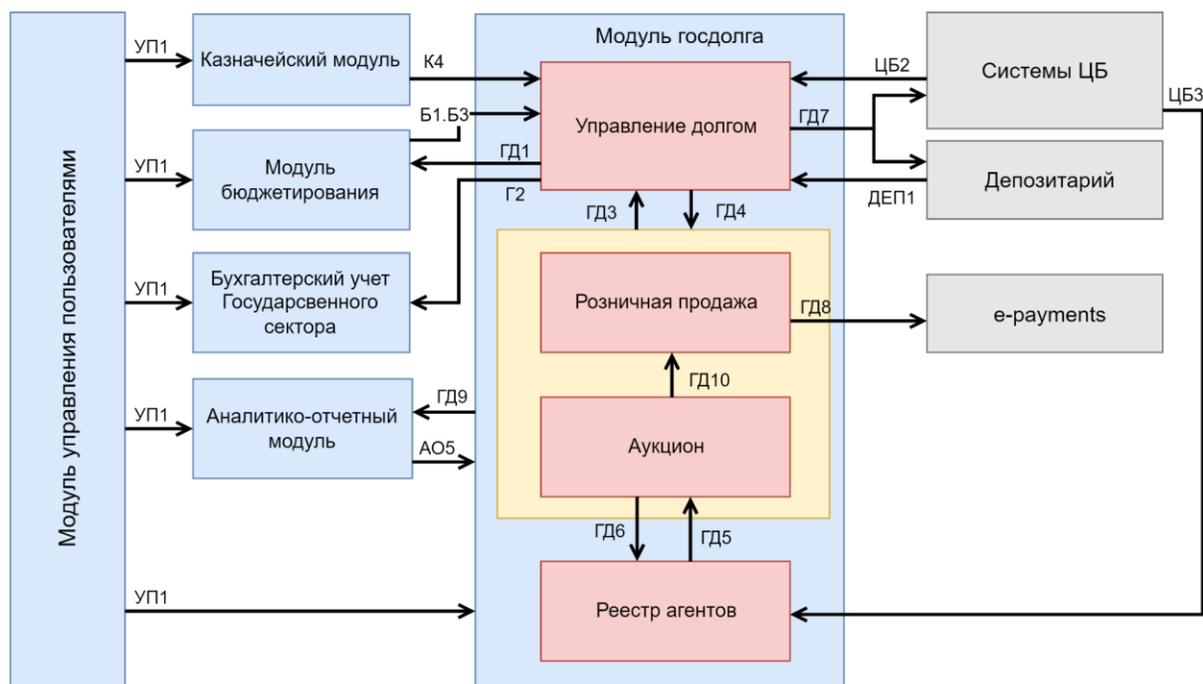 Модуль управления пользователями
УП1
Казначейский модуль
К4
Модуль госдолга
Управление долгом
ЦБ2
Системы ЦБ
ЦБ3
Б1.Б3
ГД7
УП1
Модуль
бюджетирования
ГД1
Г2
Депозитарий
ДЕП1
ГД3
ГД4
УП1
Бухгалтерский учет
Государсвенного
сектора
Розничная продажа
ГД8
e-payments
ГД10
УП1
Аналитико-отчетный
модуль
ГД9
АО5
Аукцион
ГД6
ГД5
УП1
Реестр агентов